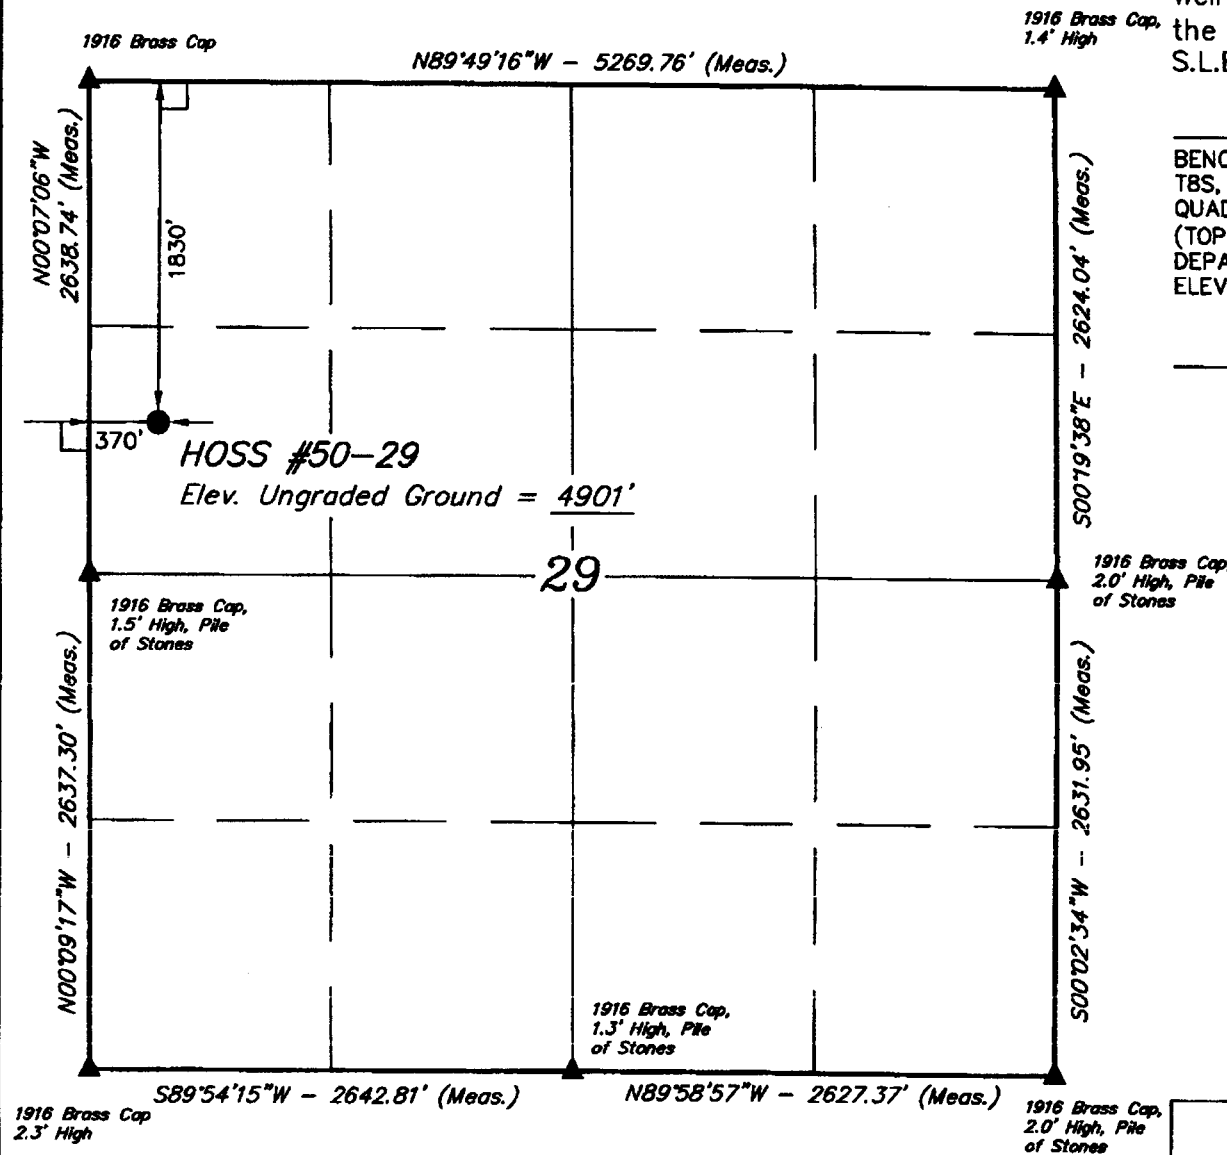 1916 Brass Cap
N89°49'16"W - 5269.76' (Meas.)
1916 Brass Cap,
1.4' High
the
S.L.B
N00°07'06"W
2638.74' (Meas.)
1830'
S00°19'38"E - 2624.04' (Meas.)
BENC
TBS,
QUAD
(TOP
DEPA
ELEV
370'
HOSS #50-29
Elev. Ungraded Ground = 4901'
29
1916 Brass Cap,
1.5' High, Pile
of Stones
1916 Brass Cap,
2.0' High, Pile
of Stones
N00°09'17"W - 2637.30' (Meas.)
S00°02'34"W - 2631.95' (Meas.)
1916 Brass Cap,
1.3' High, Pile
of Stones
S89°54'15"W - 2642.81' (Meas.)
N89°58'57"W - 2627.37' (Meas.)
1916 Brass Cap
2.3' High
1916 Brass Cap,
2.0' High, Pile
of Stones